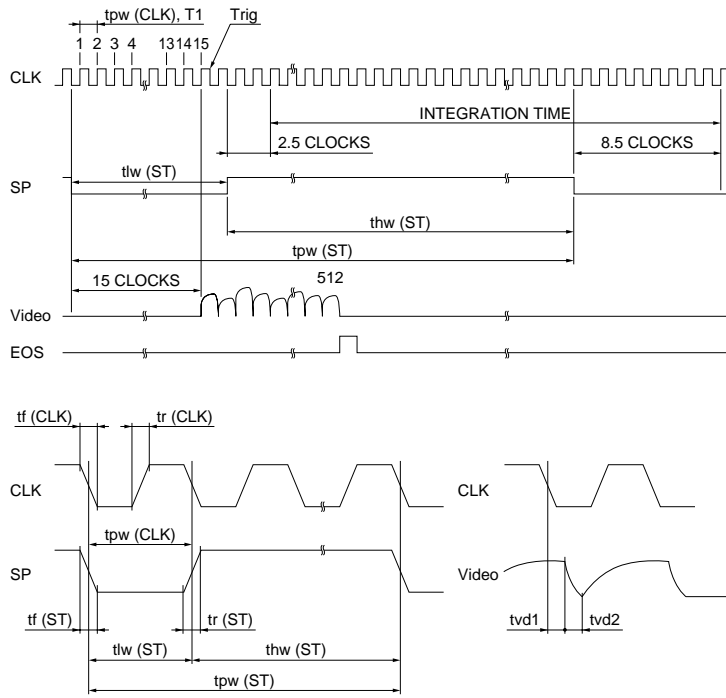 tpw (CLK), T1
Trig
1 2 3 4 13 14 15
CLK
INTEGRATION TIME
2.5 CLOCKS
8.5 CLOCKS
tlw (ST)
SP
thw (ST)
tpw (ST)
15 CLOCKS
512
Video
EOS
tf (CLK)
tr (CLK)
CLK
tpw (CLK)
SP
tf (ST)
tr (ST)
tlw (ST)
thw (ST)
tpw (ST)
CLK
Video
tvd1
tvd2